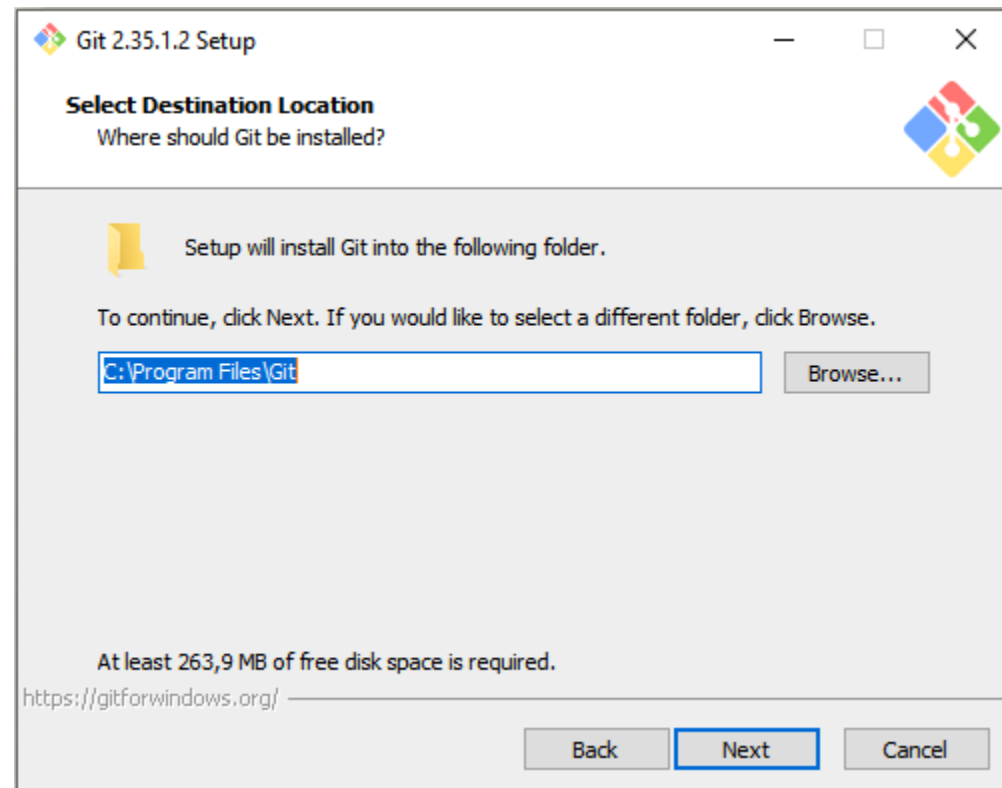 Git 2.35.1.2 Setup
Select Destination Location
Where should Git be installed?
Setup will install Git into the following folder.
To continue, click Next. If you would like to select a different folder, click Browse.
C:\Program Files\Git
Browse...
At least 263,9 MB of free disk space is required.
https://gitforwindows.org/
Back
Next
Cancel